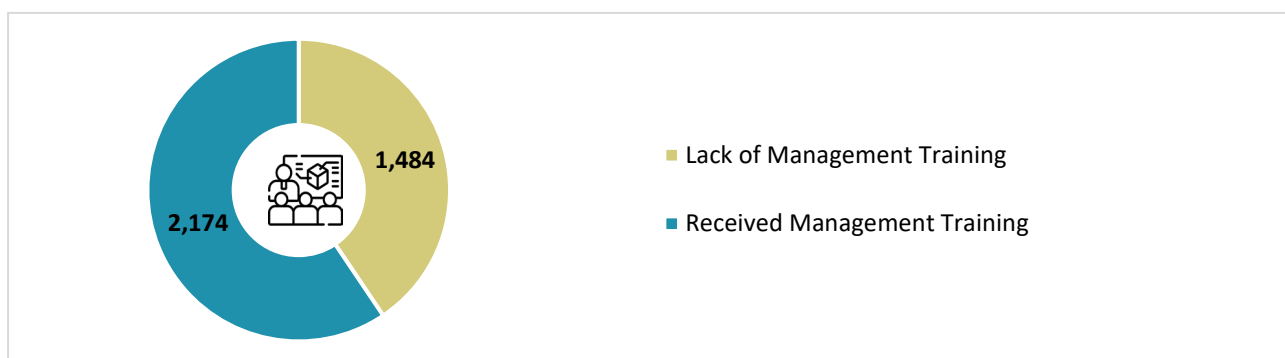 1,484
Lack of Management Training
2,174
Received Management Training